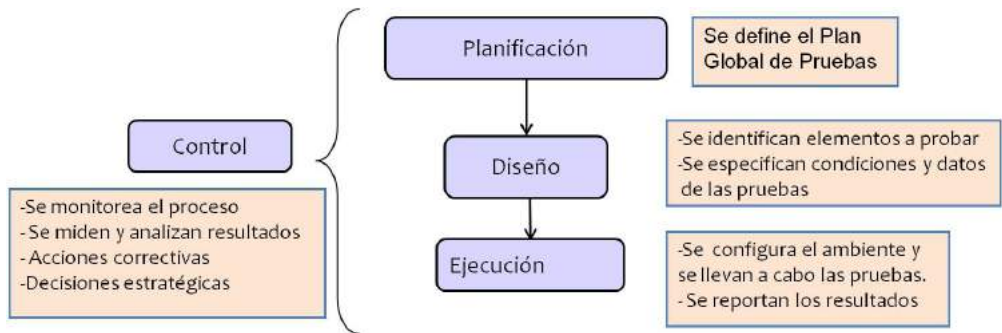 Planificación
Se define el Plan
Global de Pruebas
Control
-Se monitorea el proceso
-Se miden y analizan resultados
-Acciones correctivas
-Decisiones estratégicas
Diseño
-Se identifican elementos a probar
-Se especifican condiciones y datos
de las pruebas
Ejecución
-Se configura el ambiente y
se llevan a cabo las pruebas.
- Se reportan los resultados